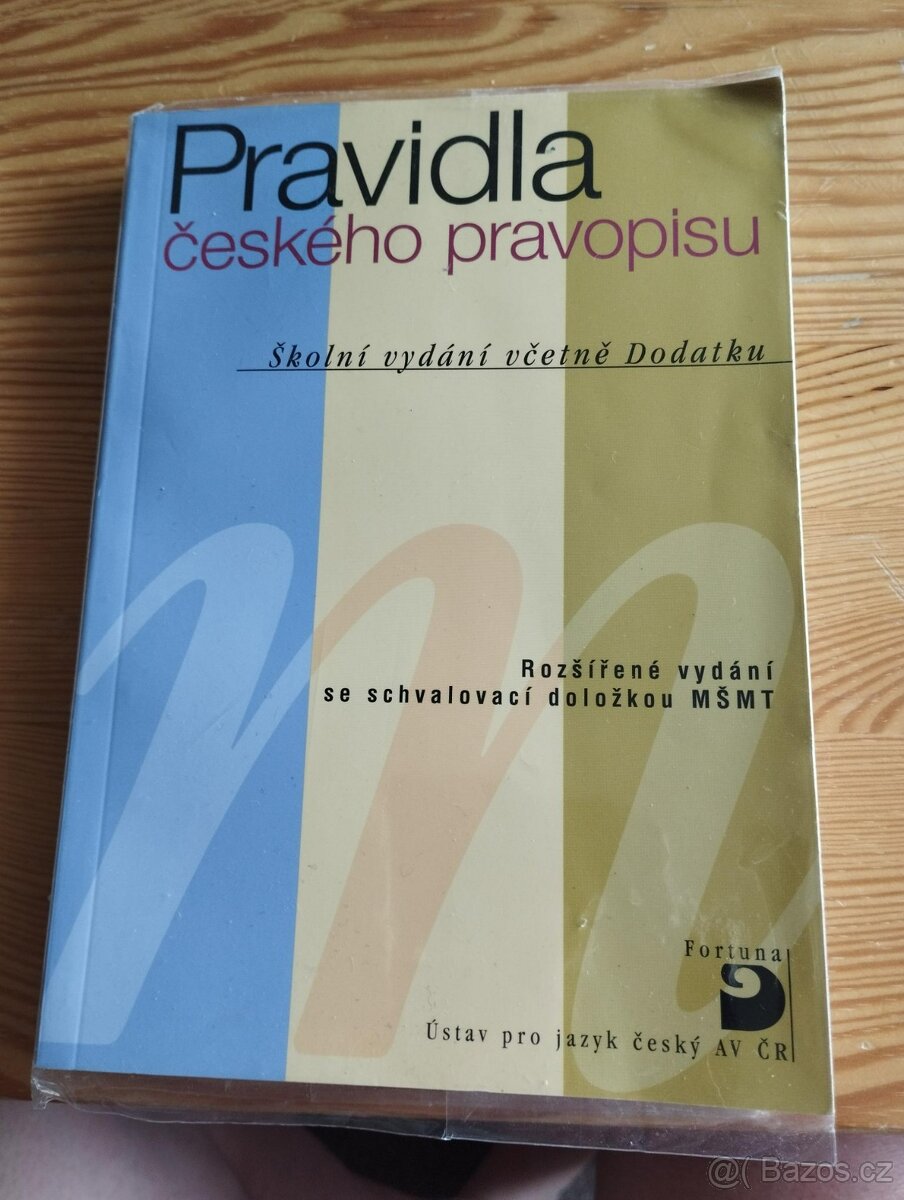 Pravidla
českého pravopisu
Školní vydání včetně Dodatku
Rozšířené vydání
se schvalovací doložkou MŠMT
Fortuna
Ústav pro jazyk český AV ČR
@( Bazos.cz